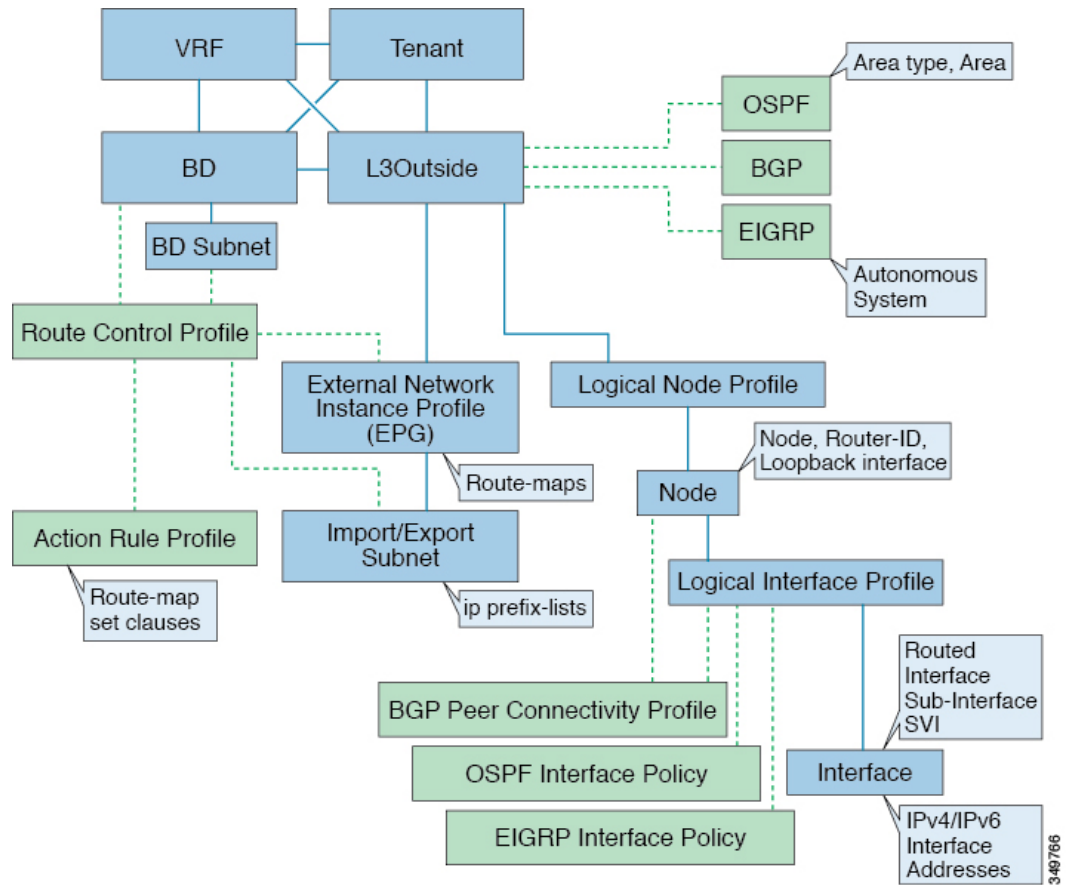 VRF
Tenant
Area type, Area
OSPF
BD
L3Outside
BGP
EIGRP
BD Subnet
Autonomous
System
Route Control Profile
External Network
Instance Profile
(EPG)
Logical Node Profile
Node, Router-ID,
Loopback interface
Route-maps
Node
Action Rule Profile
Import/Export
Subnet
Logical Interface Profile
Route-map
set clauses
ip prefix-lists
Routed
Interface
Sub-Interface
SVI
BGP Peer Connectivity Profile
OSPF Interface Policy
Interface
EIGRP Interface Policy
IPv4/IPv6
Interface
Addresses
349766